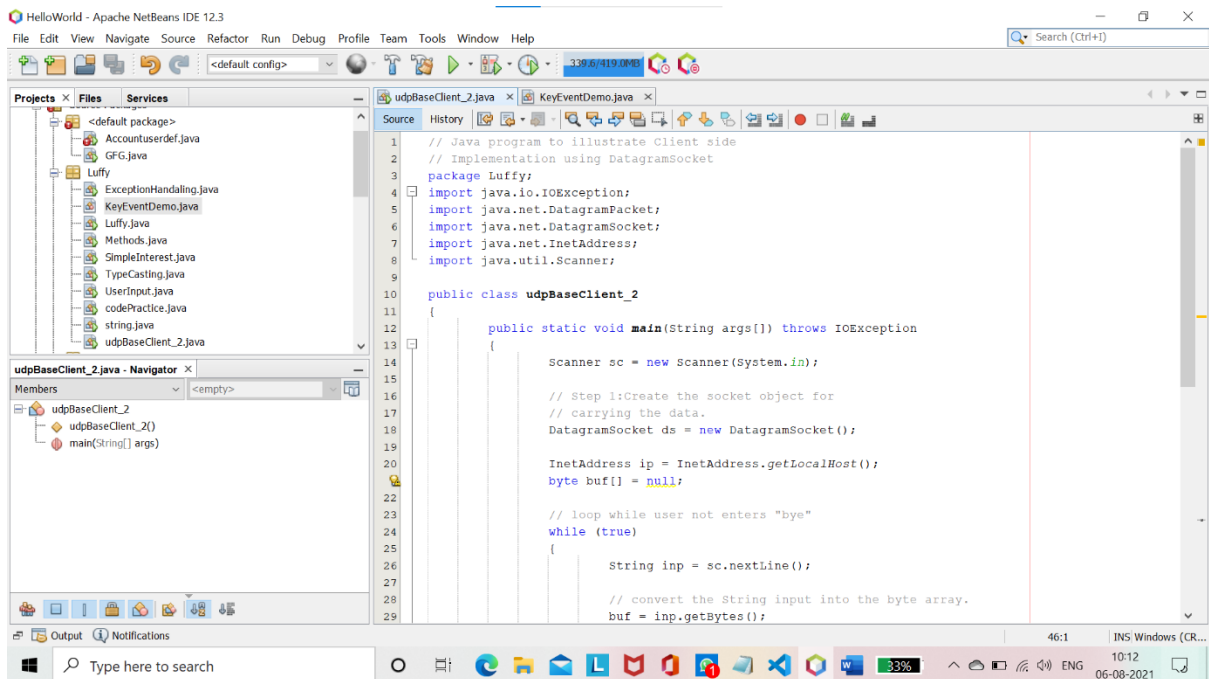 HelloWorld - Apache NetBeans IDE 12.3
File Edit View Navigate Source Refactor Run Debug Profile Team Tools Window Help
Search (Ctrl+I)
<default config>
339.6/419.0MB
Projects Files Services
<default package>
Accountuserdef.java
GFG.java
Luffy
ExceptionHandaling.java
KeyEventDemo.java
Luffy.java
Methods.java
SimpleInterest.java
TypeCasting.java
UserInput.java
codePractice.java
string.java
udpBaseClient_2.java
udpBaseClient_2.java - Navigator
Members
<empty>
udpBaseClient_2
udpBaseClient_2()
main(String[] args)
udpBaseClient_2.java
KeyEventDemo.java
Source History
1 // Java program to illustrate Client side
2 // Implementation using DatagramSocket
3 package Luffy;
4 import java.io.IOException;
5 import java.net.DatagramPacket;
6 import java.net.DatagramSocket;
7 import java.net.InetAddress;
8 import java.util.Scanner;
9
10 public class udpBaseClient_2
11 {
12 public static void main(String args[]) throws IOException
13 {
14 Scanner sc = new Scanner(System.in);
15
16 // Step 1:Create the socket object for
17 // carrying the data.
18 DatagramSocket ds = new DatagramSocket();
19
20 InetAddress ip = InetAddress.getLocalHost();
byte buf[] = null;
22
23 // loop while user not enters "bye"
24 while (true)
25 {
26 String inp = sc.nextLine();
27
28 // convert the String input into the byte array.
29 buf = inp.getBytes();
Output Notifications
46:1 INS Windows (CR...
Type here to search
L
1
W
33%
ENG
10:12
06-08-2021